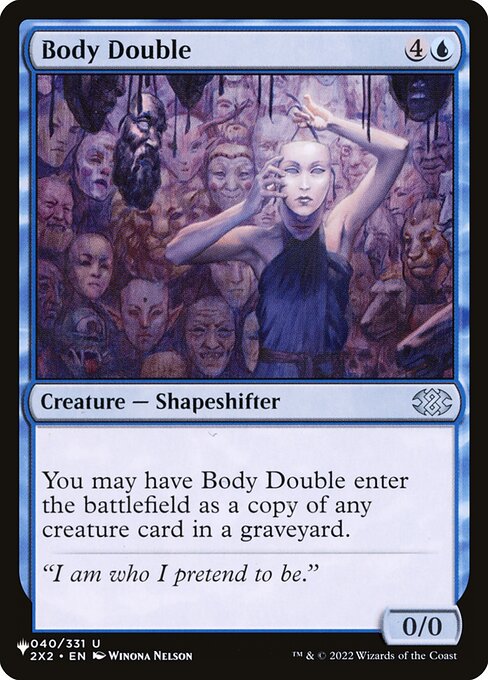 Body Double 4
Creature — Shapeshifter
You may have Body Double enter
the battlefield as a copy of any
creature card in a graveyard.
“I am who I pretend to be.”
0/0
040/331 U
2X2 • EN Winona Nelson
™ & © 2022 Wizards of the Coast